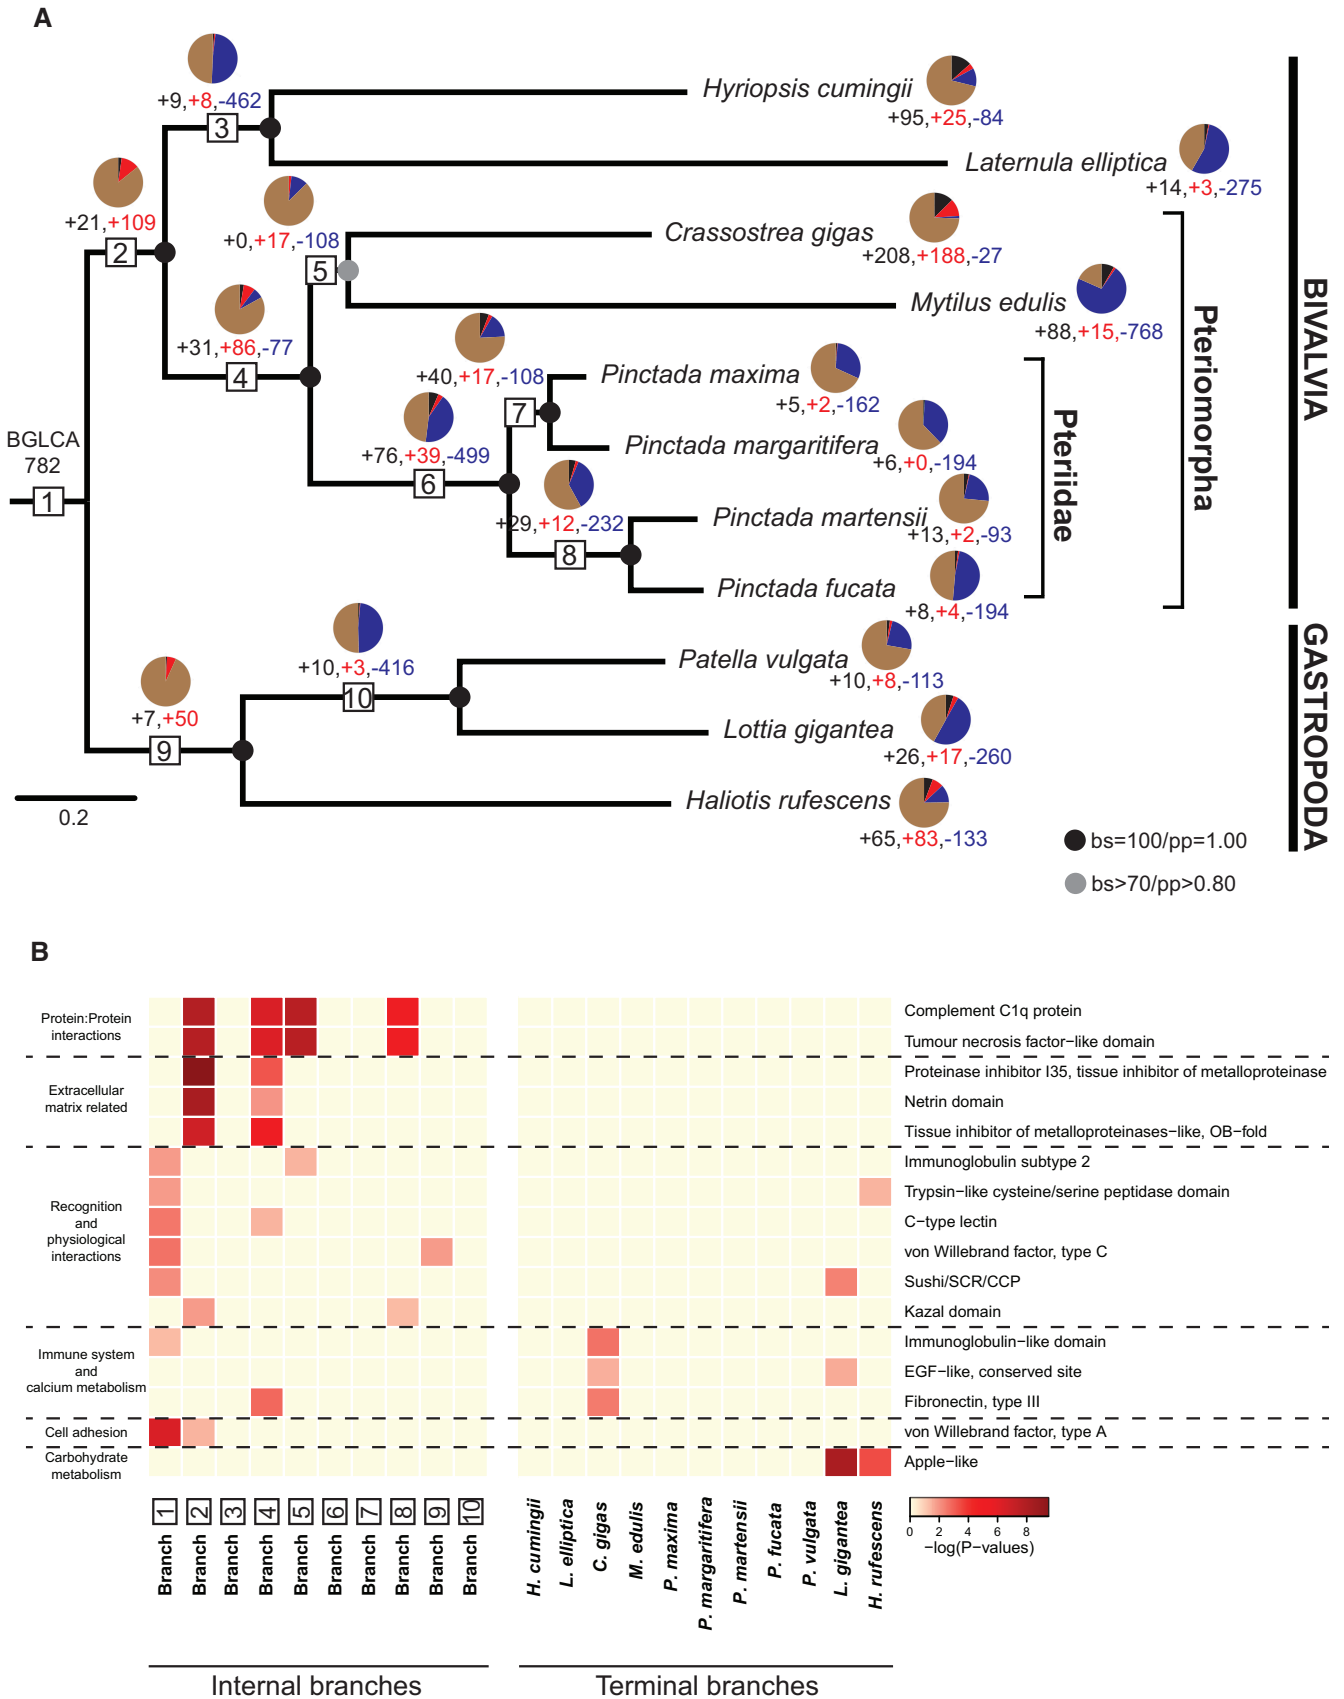 A
+9,+8,-462
3
Hyriopsis cumingii
+95,+25,-84
Laternula elliptica
+14,+3,-275
+21,+109
2
+0,+17,-108
5
Crassostrea gigas
+208,+188,-27
Mytilus edulis
+88,+15,-768
+31,+86,-77
4
+40,+17,-108
7
Pinctada maxima
+5,+2,-162
Pinctada margaritifera
+6,+0,-194
+76,+39,-499
6
+29,+12,-232
8
Pinctada martensii
+13,+2,-93
Pinctada fucata
+8,+4,-194
BGLCA
782
1
+10,+3,-416
10
Patella vulgata
+10,+8,-113
Lottia gigantea
+26,+17,-260
+7,+50
9
Haliotis rufescens
+65,+83,-133
0.2
Pteriidae
Pteriomorpha
BIVALVIA
GASTROPODA
bs=100/pp=1.00
bs>70/pp>0.80
B
Protein:Protein
interactions
Extracellular
matrix related
Recognition
and
physiological
interactions
Immune system
and
calcium metabolism
Cell adhesion
Carbohydrate
metabolism
Complement C1q protein
Tumour necrosis factor−like domain
Proteinase inhibitor I35, tissue inhibitor of metalloproteinase
Netrin domain
Tissue inhibitor of metalloproteinases−like, OB−fold
Immunoglobulin subtype 2
Trypsin−like cysteine/serine peptidase domain
C−type lectin
von Willebrand factor, type C
Sushi/SCR/CCP
Kazal domain
Immunoglobulin−like domain
EGF−like, conserved site
Fibronectin, type III
von Willebrand factor, type A
Apple−like
Branch 1
Branch 2
Branch 3
Branch 4
Branch 5
Branch 6
Branch 7
Branch 8
Branch 9
Branch 10
H. cumingii
L. elliptica
C. gigas
M. edulis
P. maxima
P. margaritifera
P. martensii
P. fucata
P. vulgata
L. gigantea
H. rufescens
0 2 4 6 8
−log(P−values)
Internal branches
Terminal branches